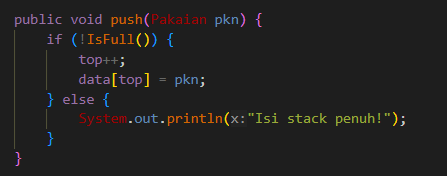 public void push(Pakaian pkn) {
    if (!IsFull()) {
        top++;
        data[top] = pkn;
    } else {
        System.out.println(x:"Isi stack penuh!");
    }
}